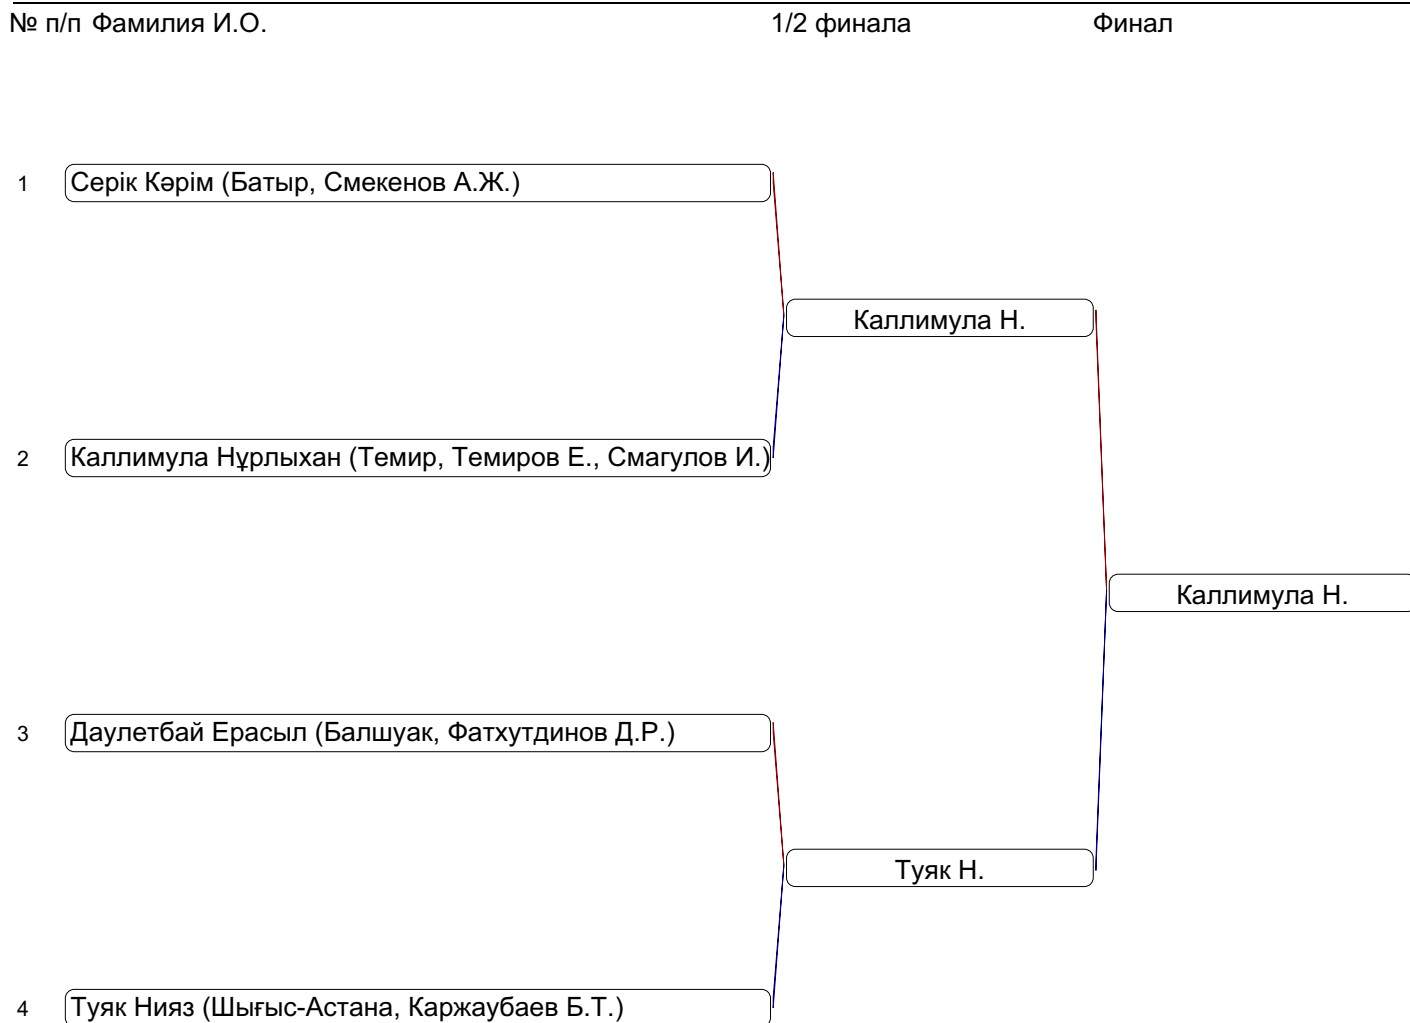 № п/п Фамилия И.О. 1/2 финала Финал
1 Серік Кәрім (Батыр, Смекенов А.Ж.)
Каллимула Н.
2 Каллимула Нұрлыхан (Темир, Темиров Е., Смагулов И.)
Каллимула Н.
3 Даулетбай Ерасыл (Балшуак, Фатхутдинов Д.Р.)
Туяк Н.
4 Туяк Нияз (Шығыс-Астана, Каржаубаев Б.Т.)